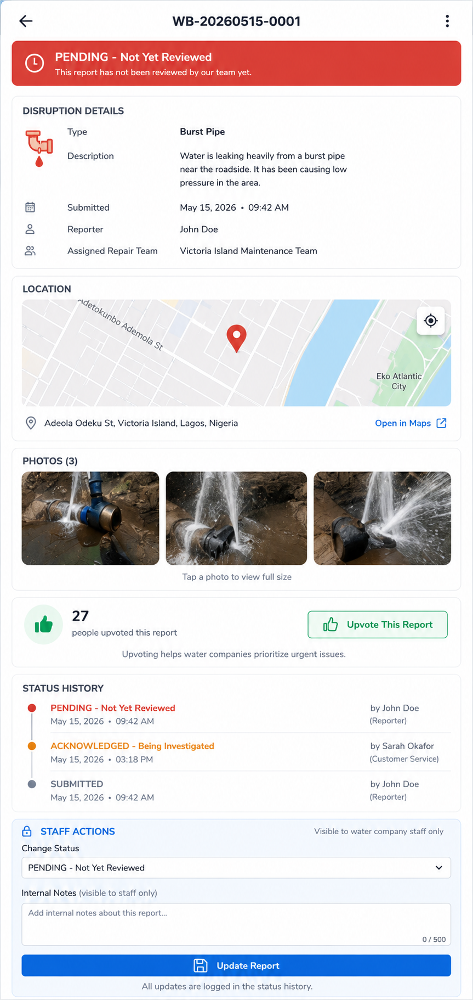 WB-20260515-0001
PENDING - Not Yet Reviewed
This report has not been reviewed by our team yet.
DISRUPTION DETAILS
Type
Burst Pipe
Description
Water is leaking heavily from a burst pipe
near the roadside. It has been causing low
pressure in the area.
Submitted
May 15, 2026 • 09:42 AM
Reporter
John Doe
Assigned Repair Team
Victoria Island Maintenance Team
LOCATION
Adetokunbo Ademola St
Eko Atlantic
City
Adeola Odeku St, Victoria Island, Lagos, Nigeria
Open in Maps
PHOTOS (3)
Tap a photo to view full size
27
people upvoted this report
Upvote This Report
Upvoting helps water companies prioritize urgent issues.
STATUS HISTORY
PENDING - Not Yet Reviewed
by John Doe
May 15, 2026 • 09:42 AM
(Reporter)
ACKNOWLEDGED - Being Investigated
by Sarah Okafor
May 15, 2026 • 03:18 PM
(Customer Service)
SUBMITTED
by John Doe
May 15, 2026 • 09:42 AM
(Reporter)
STAFF ACTIONS
Visible to water company staff only
Change Status
PENDING - Not Yet Reviewed
Internal Notes (visible to staff only)
Add internal notes about this report...
0 / 500
Update Report
All updates are logged in the status history.